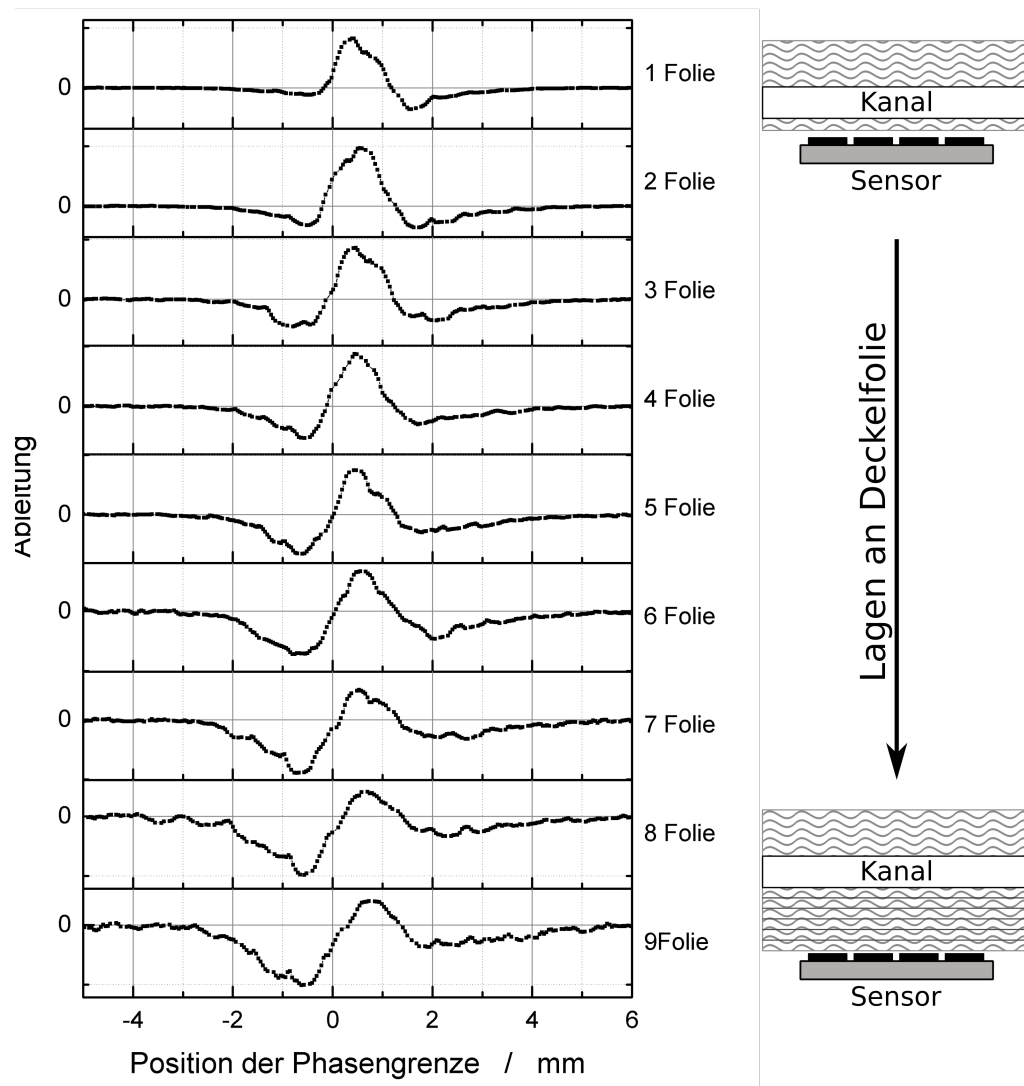 0
1 Folie
0
2 Folie
0
3 Folie
0
4 Folie
0
5 Folie
0
6 Folie
0
7 Folie
0
8 Folie
0
9Folie
-4 -2 0 2 4 6
Position der Phasengrenze / mm
Ableitung
Kanal
Sensor
Lagen an Deckelfolie
Kanal
Sensor